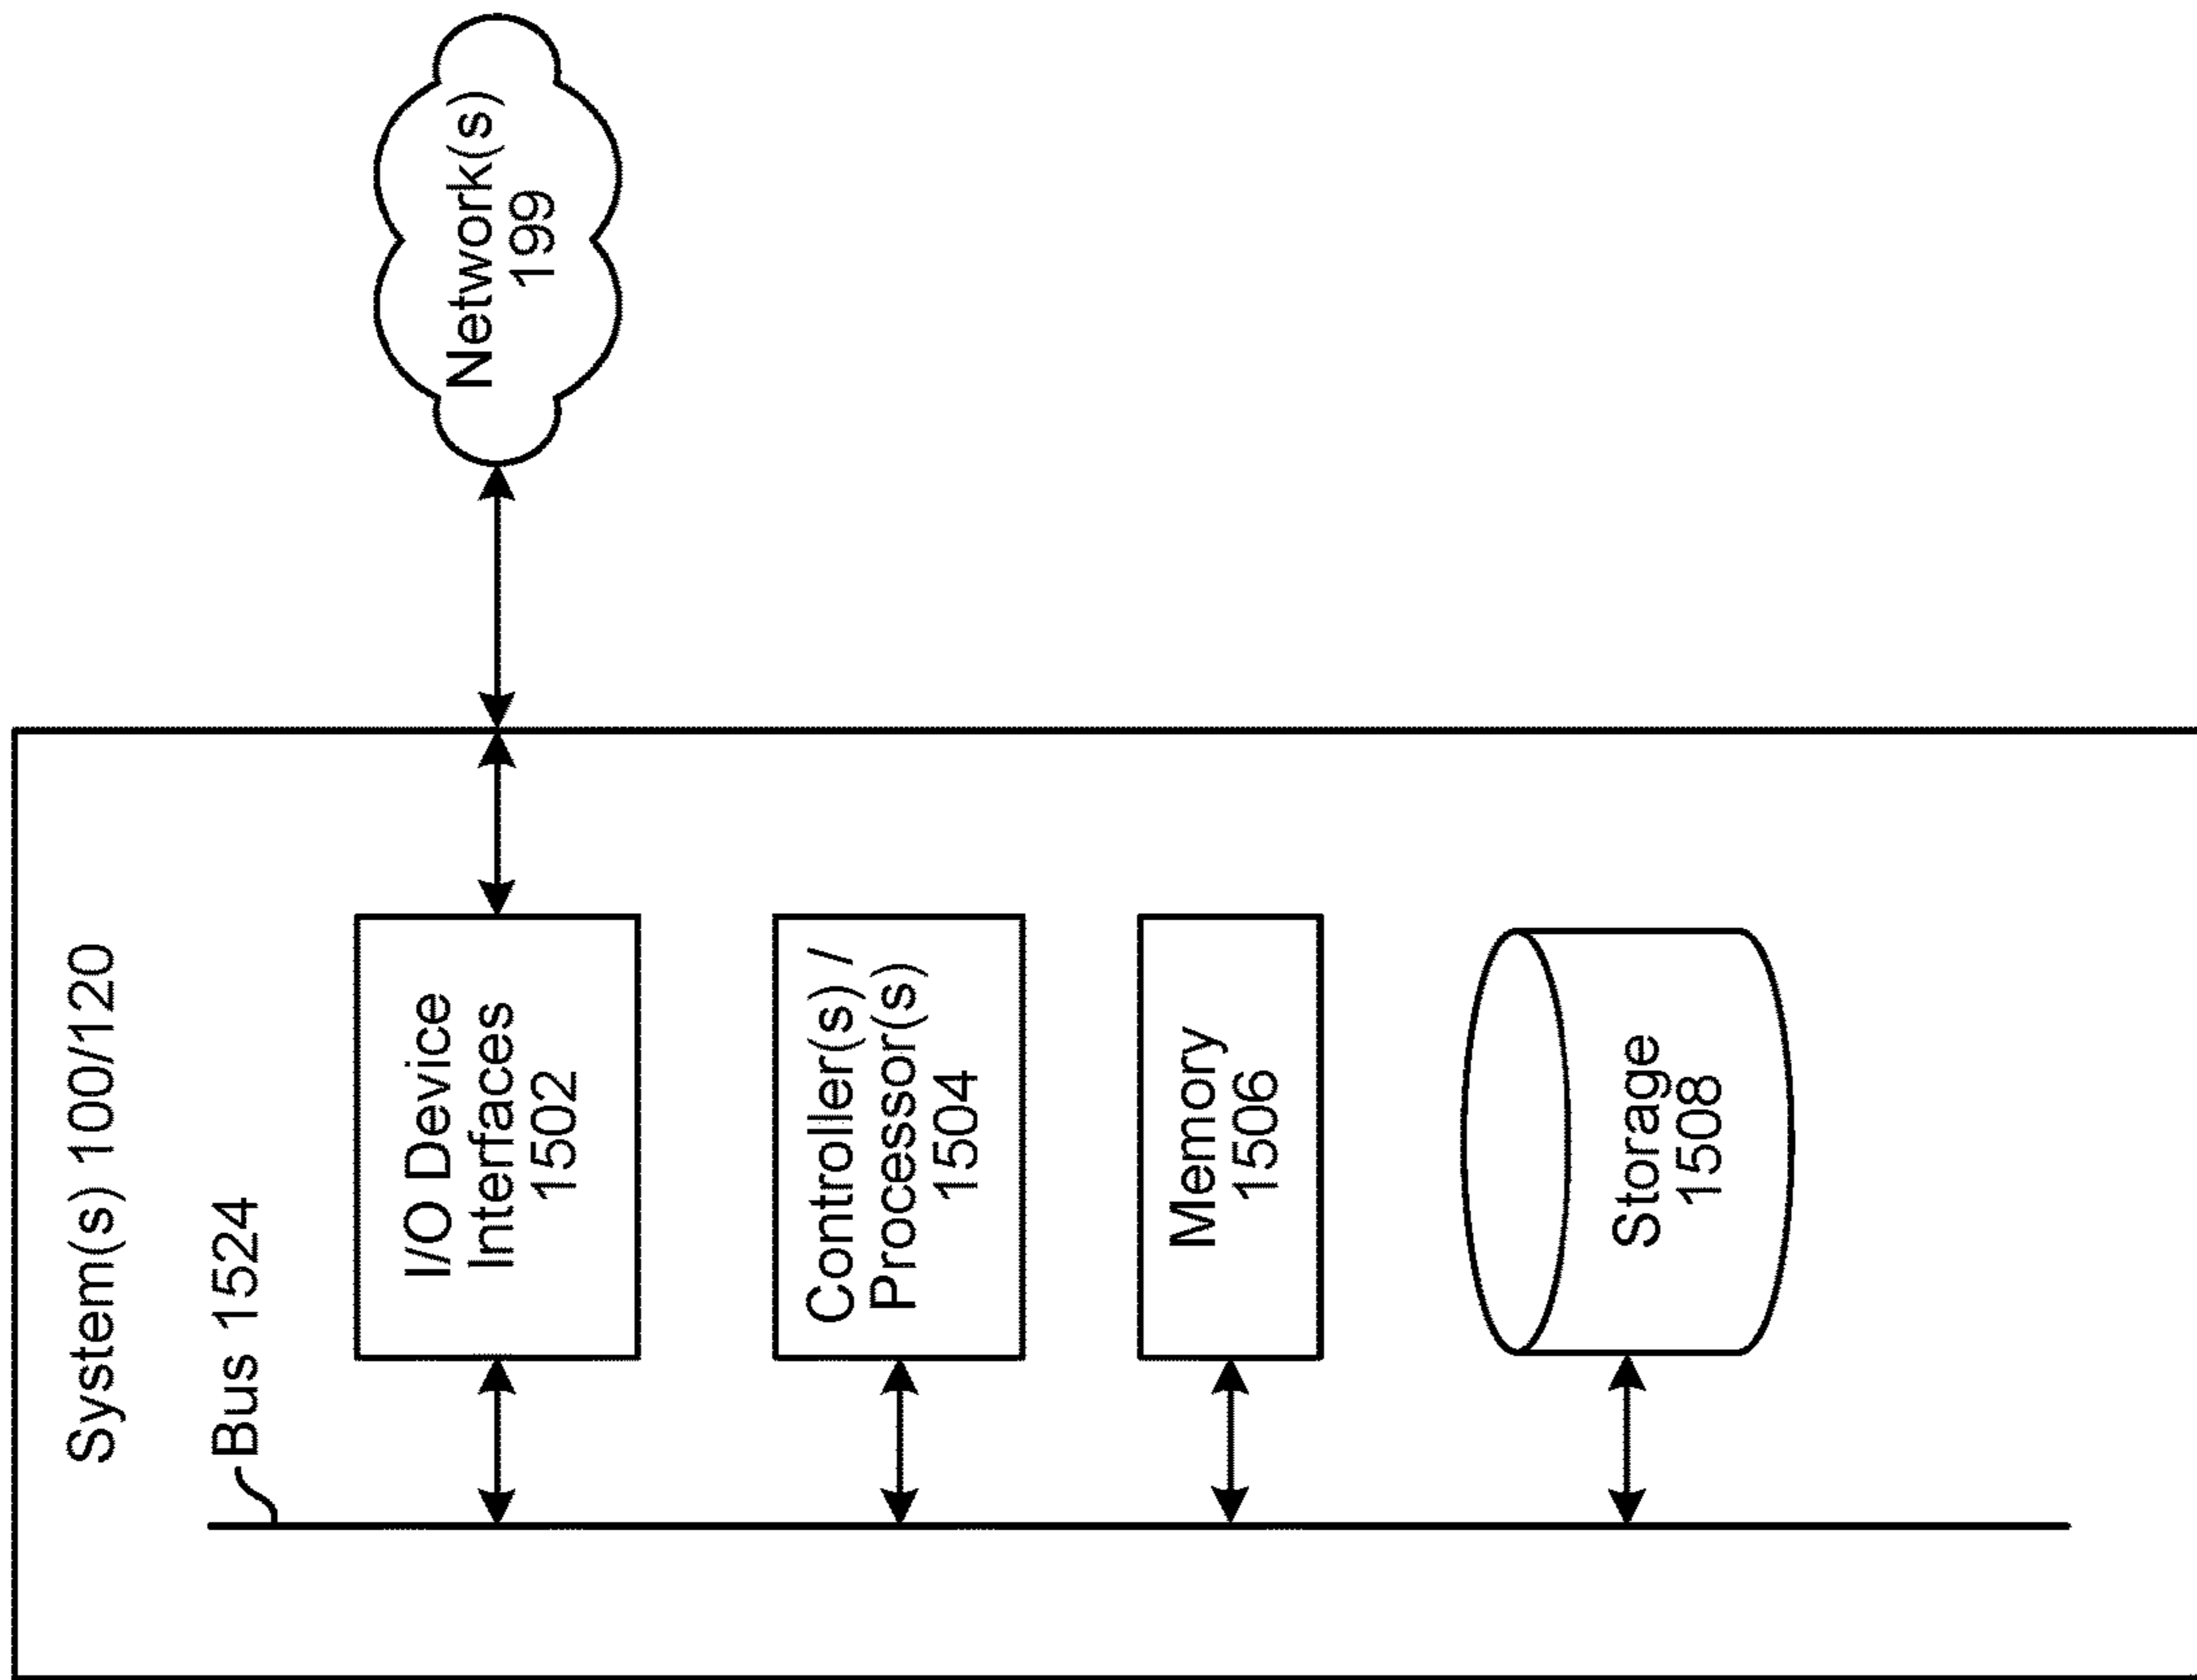 System(s) 100/120
Bus 1524
I/O Device
Interfaces
1502
Network(s)
199
Controller(s) /
Processor(s)
1504
Memory
1506
Storage
1508